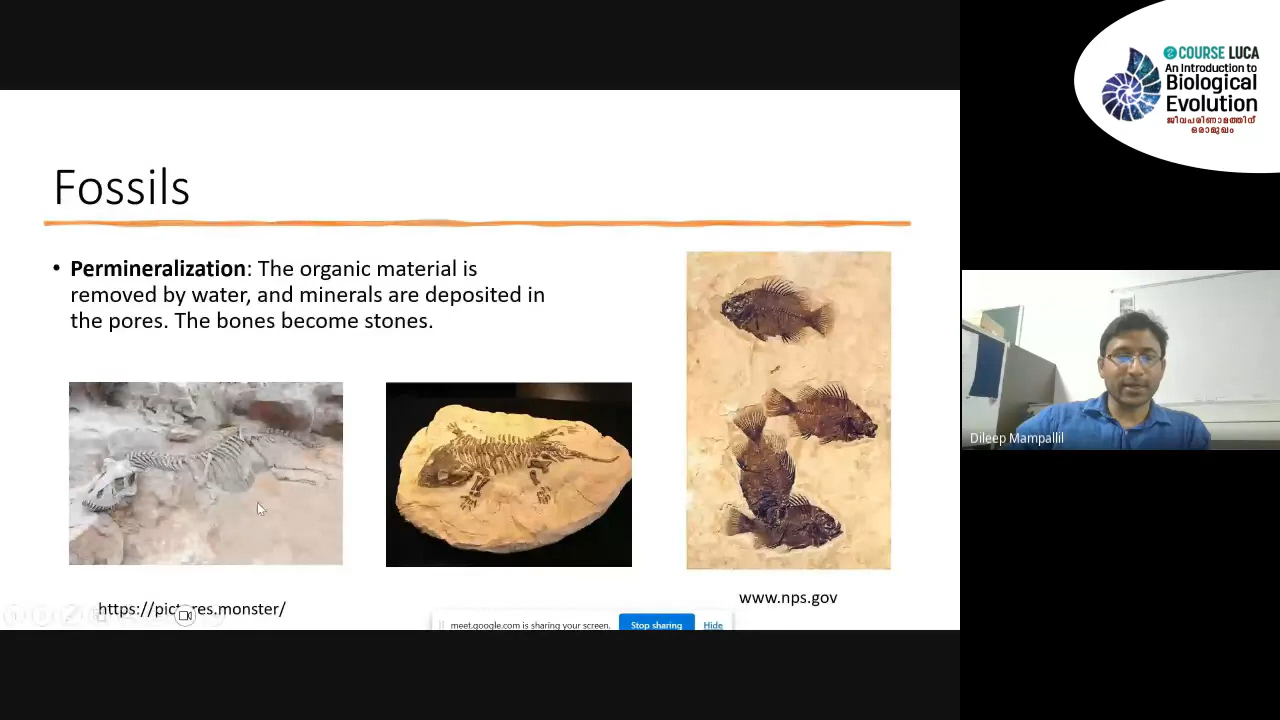 Fossils
• Permineralization: The organic material is
removed by water, and minerals are deposited in
the pores. The bones become stones.
https://pictures.monster/
www.nps.gov
meet.google.com is sharing your screen.
Stop sharing
Hide
COURSE LUCA
An Introduction to
Biological
Evolution
ജീവപരിണാമത്തിന്
ഒരാമുഖം
Dileep Mampallil